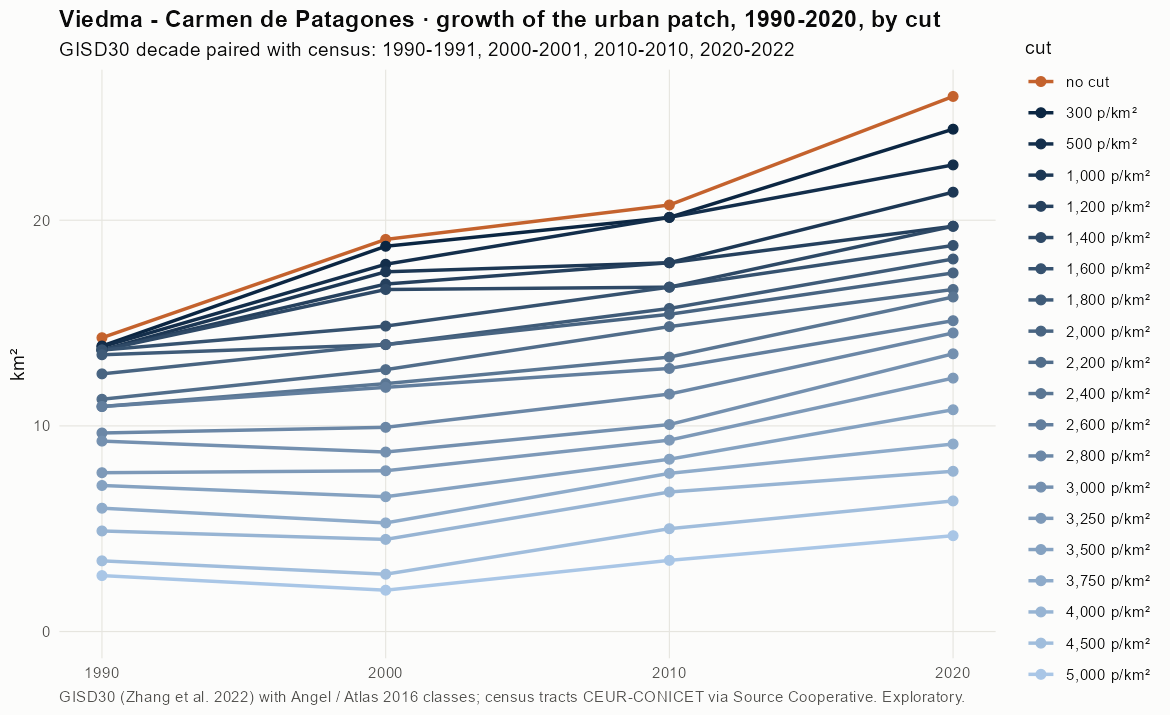 Viedma - Carmen de Patagones · growth of the urban patch, 1990-2020, by cut
GISD30 decade paired with census: 1990-1991, 2000-2001, 2010-2010, 2020-2022
cut
no cut
300 p/km²
500 p/km²
1,000 p/km²
1,200 p/km²
1,400 p/km²
1,600 p/km²
1,800 p/km²
2,000 p/km²
2,200 p/km²
2,400 p/km²
2,600 p/km²
2,800 p/km²
3,000 p/km²
3,250 p/km²
3,500 p/km²
3,750 p/km²
4,000 p/km²
4,500 p/km²
5,000 p/km²
km²
20
10
0
1990
2000
2010
2020
GISD30 (Zhang et al. 2022) with Angel / Atlas 2016 classes; census tracts CEUR-CONICET via Source Cooperative. Exploratory.